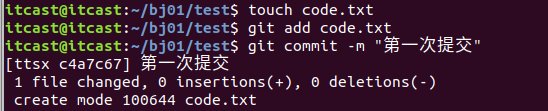 itcast@itcast:~/bj01/test$ touch code.txt
itcast@itcast:~/bj01/test$ git add code.txt
itcast@itcast:~/bj01/test$ git commit -m "第一次提交"
[ttsx c4a7c67] 第一次提交
 1 file changed, 0 insertions(+), 0 deletions(-)
 create mode 100644 code.txt